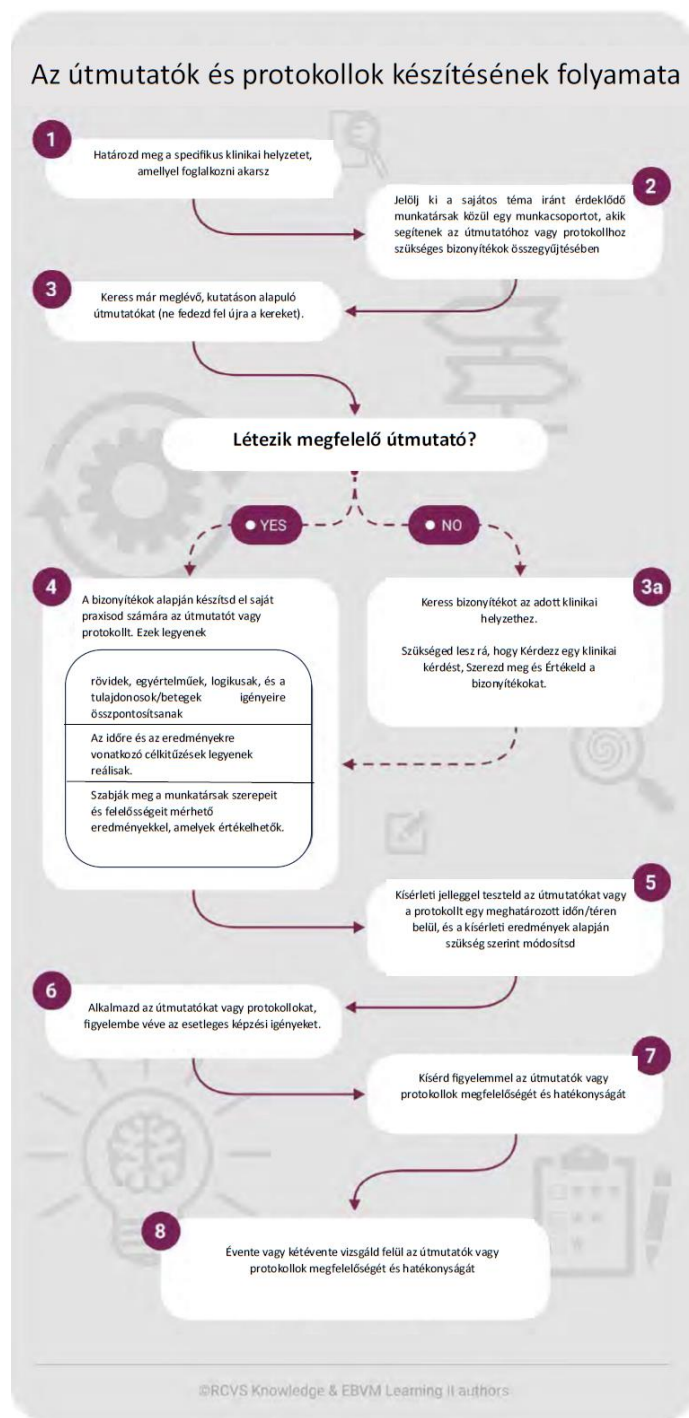 Az útmutatók és protokollok készítésének folyamata
1
Határozd meg a specifikus klinikai helyzetet,
amellyel foglalkozni akarsz
2
Jelölj ki a sajátos téma iránt érdeklődő
munkatársak közül egy munkacsoportot, akik
segítenek az útmutatóhoz vagy protokollhoz
szükséges bizonyítékok összegyűjtésében
3
Keress már meglévő, kutatáson alapuló
útmutatókat (ne fedezd fel újra a kereket).
Létezik megfelelő útmutató?
YES
NO
4
A bizonyítékok alapján készítsd el saját
praxisod számára az útmutatót vagy
protokollt. Ezek legyenek
rövidek, egyértelműek, logikusak, és a
tulajdonosok/betegek igényeire
összpontosítsanak
Az időre és az eredményekre
vonatkozó célkitűzések legyenek
reálisak.
Szabják meg a munkatársak szerepeit
és felelősségeit mérhető
eredményekkel, amelyek értékelhetők.
3a
Keress bizonyítékot az adott klinikai
helyzethez.
Szükséged lesz rá, hogy Kérdezz egy klinikai
kérdést, Szerezd meg és Értékeld a
bizonyítékokat.
5
Kísérleti jelleggel teszteld az útmutatókat vagy
a protokollt egy meghatározott időn/téren
belül, és a kísérleti eredmények alapján
szükség szerint módosítsd
6
Alkalmazd az útmutatókat vagy protokollokat,
figyelembe véve az esetleges képzési igényeket.
7
Kísérd figyelemmel az útmutatók vagy
protokollok megfelelőségét és hatékonyságát
8
Évente vagy kétévente vizsgáld felül az útmutatók vagy
protokollok megfelelőségét és hatékonyságát
©RCVS Knowledge & EBVM Learning II authors